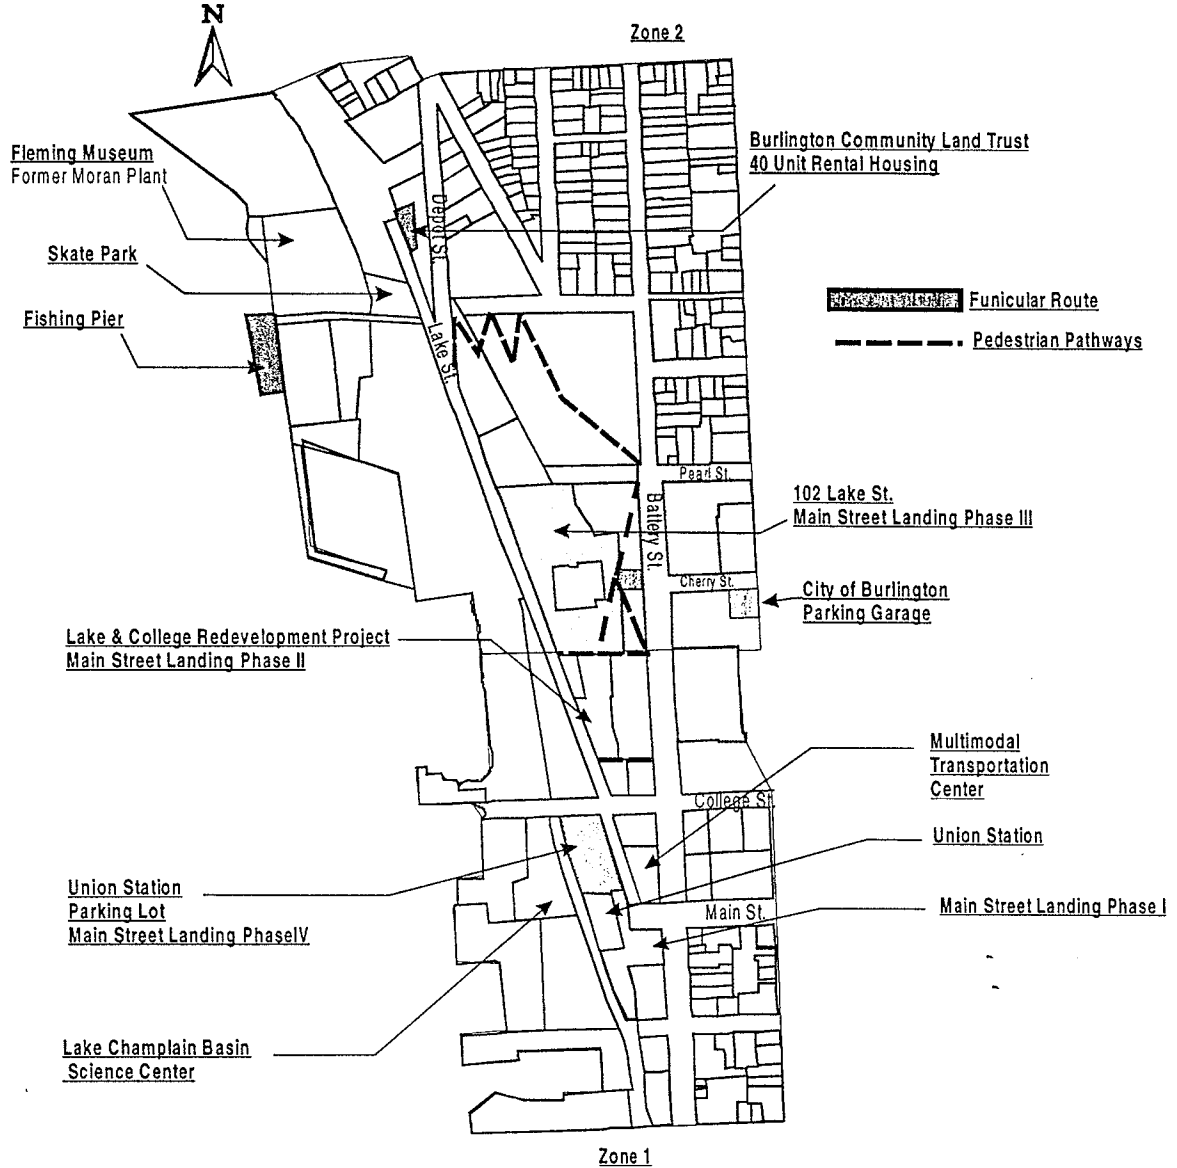 N
Zone 2
Fleming Museum
Former Moran Plant
Burlington Community Land Trust
40 Unit Rental Housing
Depot St.
Skate Park
Fishing Pier
Funicular Route
Pedestrian Pathways
Lake St.
Pearl St.
Battery St.
102 Lake St.
Main Street Landing Phase III
Cherry St.
City of Burlington
Parking Garage
Lake & College Redevelopment Project
Main Street Landing Phase II
Multimodal
Transportation
Center
College St.
Union Station
Union Station
Parking Lot
Main Street Landing PhaseIV
Main St.
Main Street Landing Phase I
Lake Champlain Basin
Science Center
Zone 1